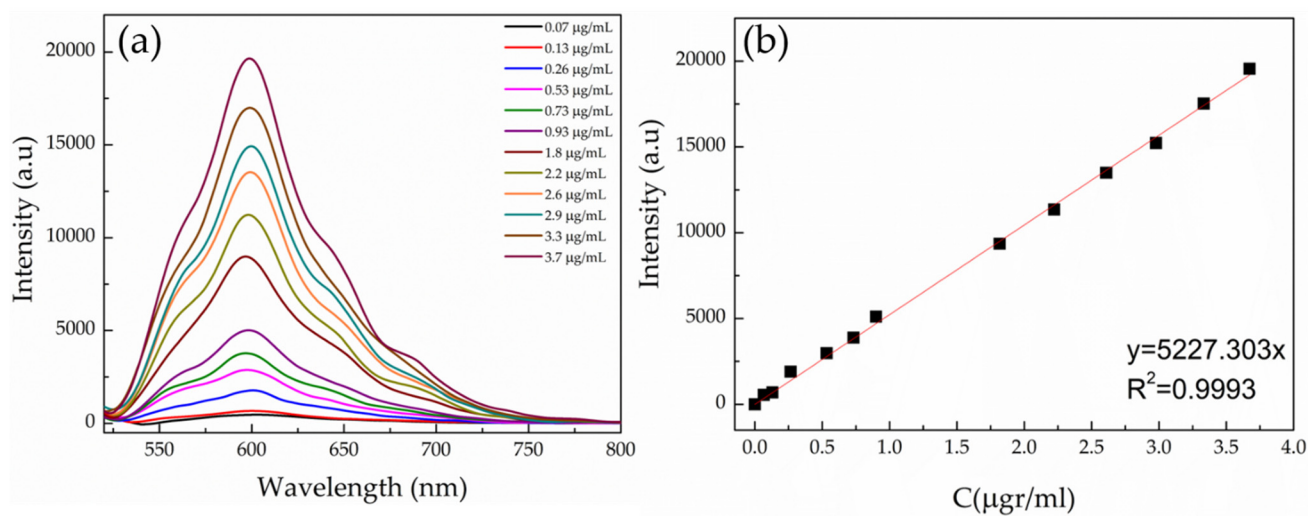 (a)
Intensity (a.u)
20000
15000
10000
5000
0
550
600
650
700
750
800
Wavelength (nm)
0.07 µg/mL
0.13 µg/mL
0.26 µg/mL
0.53 µg/mL
0.73 µg/mL
0.93 µg/mL
1.8 µg/mL
2.2 µg/mL
2.6 µg/mL
2.9 µg/mL
3.3 µg/mL
3.7 µg/mL
(b)
Intensity (a.u)
20000
15000
10000
5000
0
0.0
0.5
1.0
1.5
2.0
2.5
3.0
3.5
4.0
C(µgr/ml)
y=5227.303x
R²=0.9993